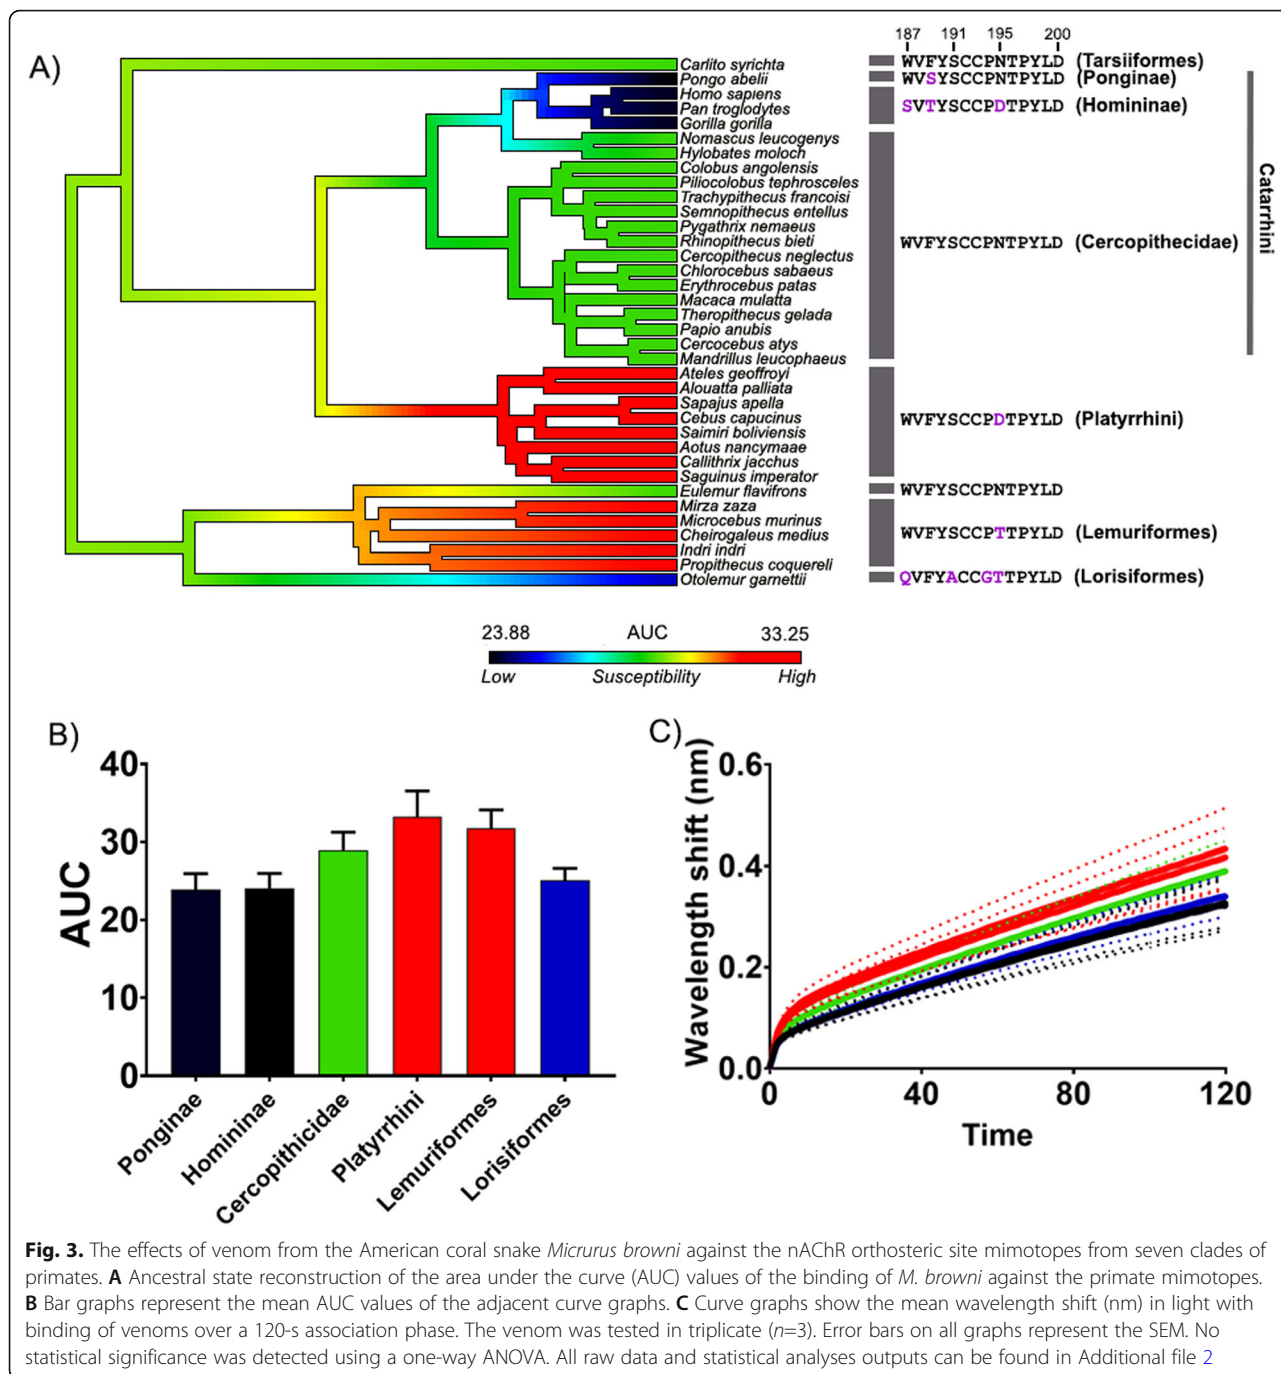 A)
187 191 195 200
Carlito syrichta
Pongo abelii
Homo sapiens
Pan troglodytes
Gorilla gorilla
Nomascus leucogenys
Hylobates moloch
Colobus angolensis
Piliocolobus tephrosceles
Trachypithecus francoisi
Semnopithecus entellus
Pygathrix nemaeus
Rhinopithecus bieti
Cercopithecus neglectus
Chlorocebus sabaeus
Erythrocebus patas
Macaca mulatta
Theropithecus gelada
Papio anubis
Cercocebus atys
Mandrillus leucophaeus
Ateles geoffroyi
Alouatta palliata
Sapajus apella
Cebus capucinus
Saimiri boliviensis
Aotus nancymaae
Callithrix jacchus
Saguinus imperator
Eulemur flavifrons
Mirza zaza
Microcebus murinus
Cheirogaleus medius
Indri indri
Propithecus coquereli
Otolemur garnettii
WVFYSCCPNTPYLD (Tarsiiformes)
WVSYSCCPNTPYLD (Ponginae)
SVTYSCCPDTPYLD (Homininae)
WVFYSCCPNTPYLD (Cercopithecidae)
WVFYSCCPDTPYLD (Platyrrhini)
WVFYSCCPNTPYLD
WVFYSCCPTTPYLD (Lemuriformes)
QVFYACCGTTPYLD (Lorisiformes)
Catarrhini
23.88 AUC 33.25
Low Susceptibility High
B)
AUC
40
30
20
10
0
Ponginae
Homininae
Cercopithicidae
Platyrrhini
Lemuriformes
Lorisiformes
C)
Wavelength shift (nm)
0.6
0.4
0.2
0.0
0 40 80 120
Time
Fig. 3. The effects of venom from the American coral snake Micrurus browni against the nAChR orthosteric site mimotopes from seven clades of
primates. A Ancestral state reconstruction of the area under the curve (AUC) values of the binding of M. browni against the primate mimotopes.
B Bar graphs represent the mean AUC values of the adjacent curve graphs. C Curve graphs show the mean wavelength shift (nm) in light with
binding of venoms over a 120-s association phase. The venom was tested in triplicate (n=3). Error bars on all graphs represent the SEM. No
statistical significance was detected using a one-way ANOVA. All raw data and statistical analyses outputs can be found in Additional file 2